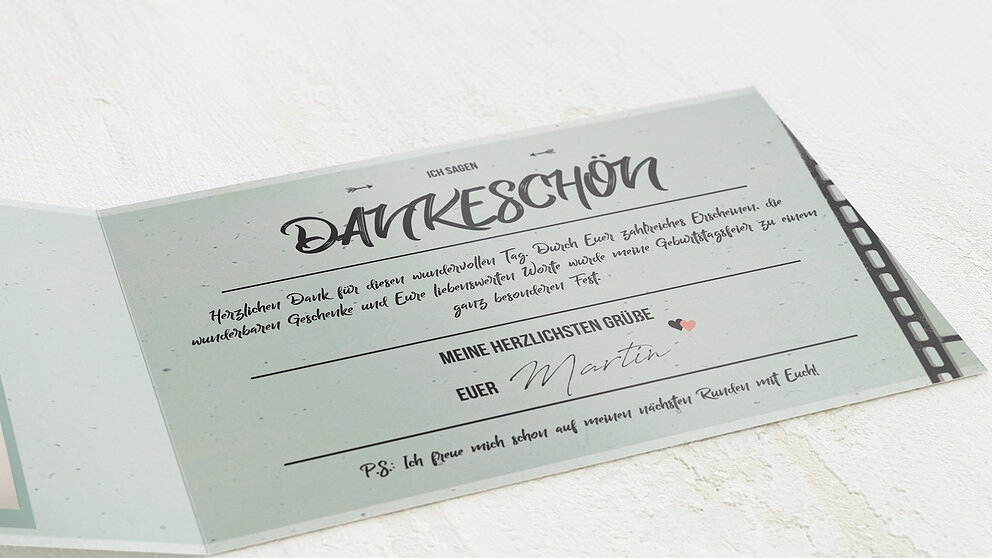 ICH SAGEN
DANKESCHÖN
Herzlichen Dank für diesen wundervollen Tag. Durch Euer zahlreiches Erscheinen, die
wunderbaren Geschenke und Eure liebenswerten Worte wurde meine Geburtstagsfeier zu einem
ganz besonderen Fest.
MEINE HERZLICHSTEN GRÜßE
EUER Martin
P.S.: Ich freue mich schon auf meinen nächsten Runden mit Euch!